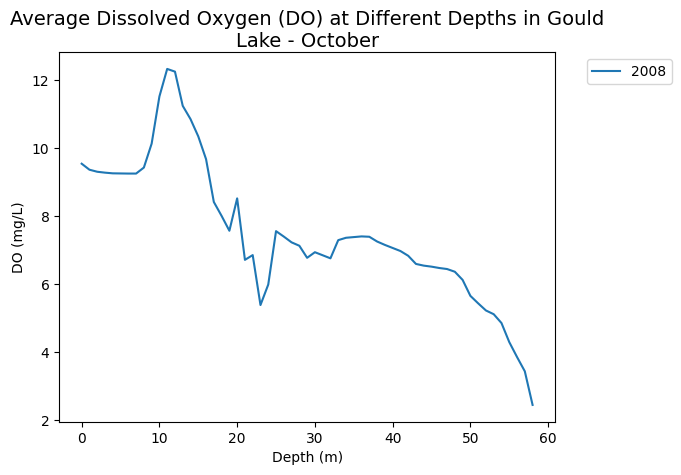 Average Dissolved Oxygen (DO) at Different Depths in Gould
Lake - October
2008
12
10
8
6
4
2
DO (mg/L)
0 10 20 30 40 50 60
Depth (m)